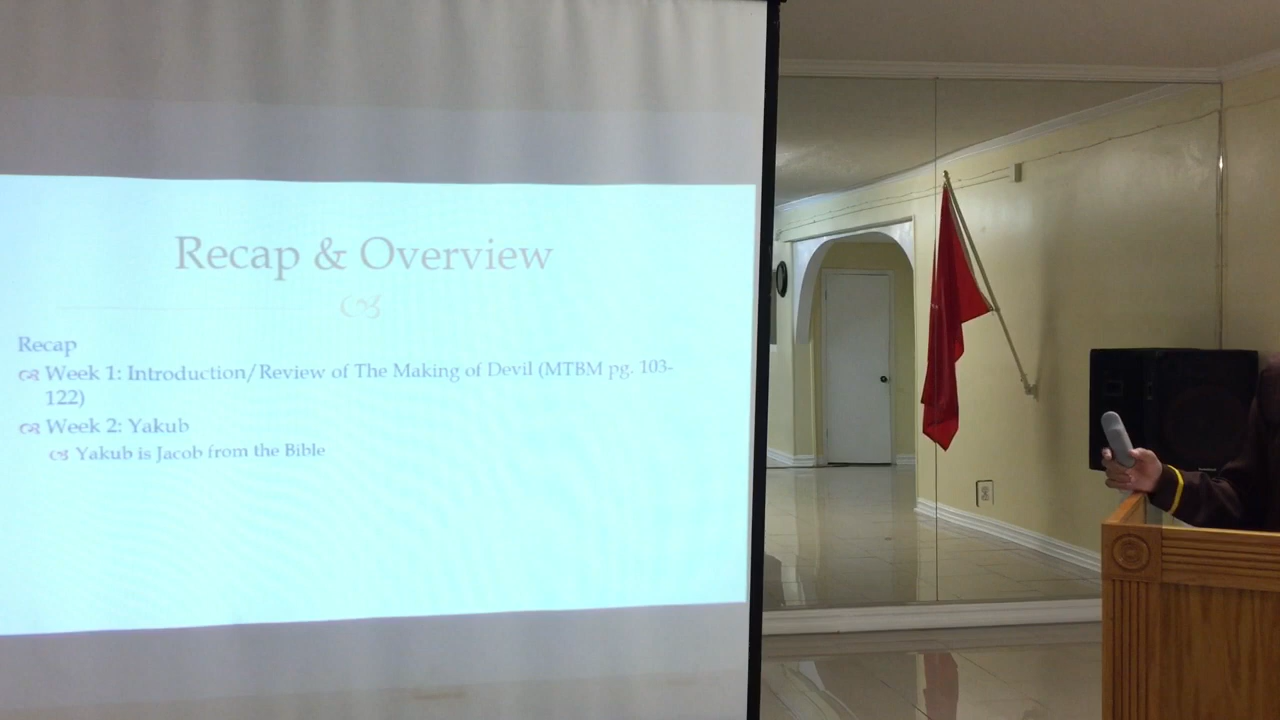 Recap & Overview
Recap
Week 1: Introduction/Review of The Making of Devil (MTBM pg. 103-
122)
Week 2: Yakub
Yakub is Jacob from the Bible